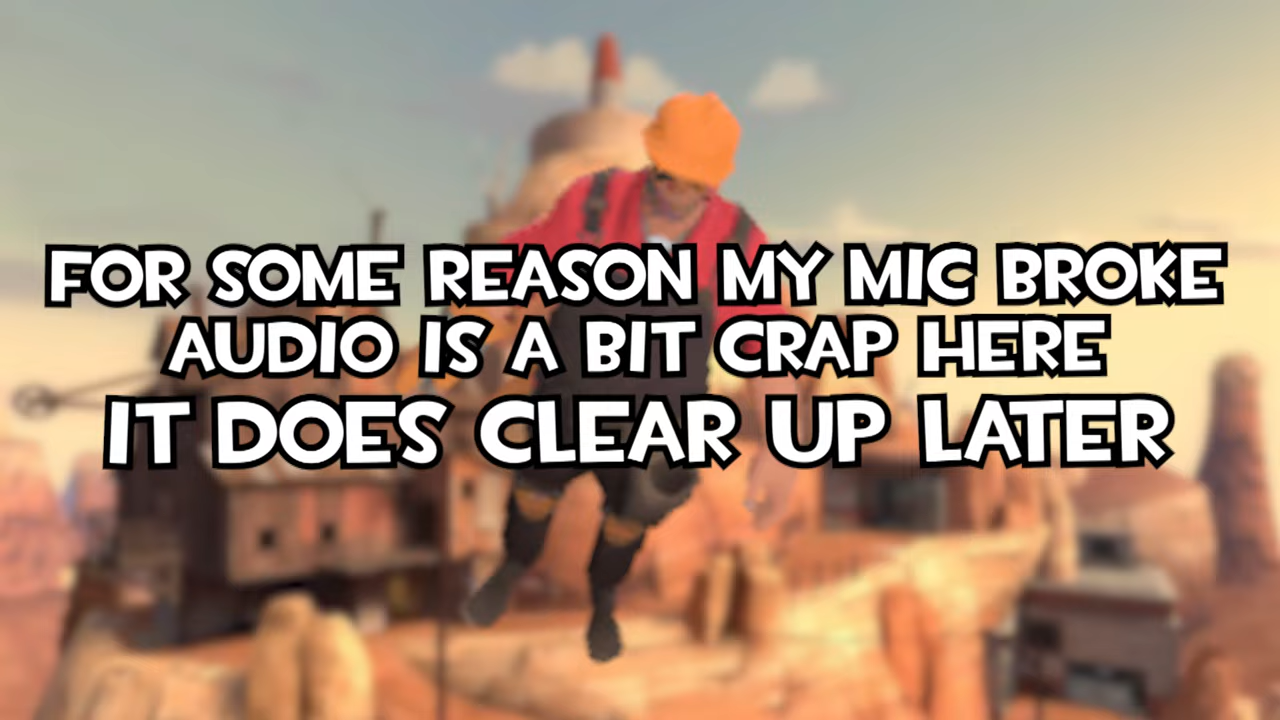 FOR SOME REASON MY MIC BROKE
AUDIO IS A BIT CRAP HERE
IT DOES CLEAR UP LATER